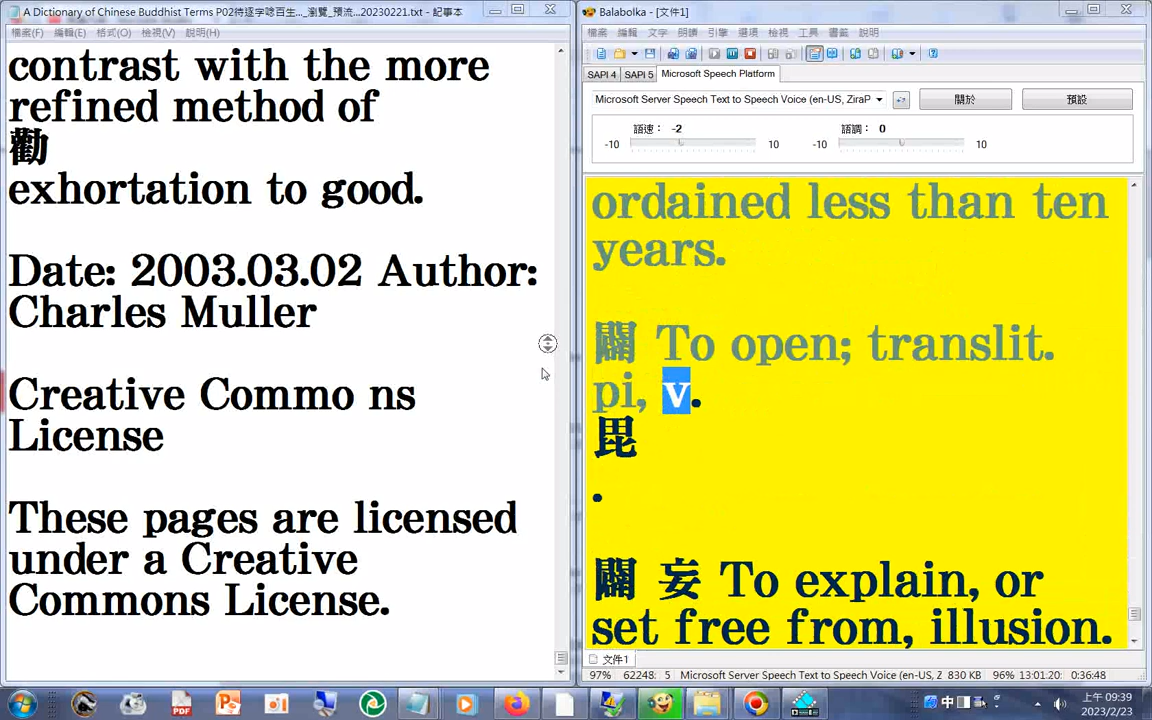 A Dictionary of Chinese Buddhist Terms P02待逐字唸百生..._瀏覽_預流...20230221.txt - 記事本
檔案(F) 編輯(E) 格式(O) 檢視(V) 說明(H)
contrast with the more
refined method of
勸
exhortation to good.
Date: 2003.03.02 Author:
Charles Muller
Creative Commo ns
License
These pages are licensed
under a Creative
Commons License.
Balabolka - [文件1]
檔案 編輯 文字 朗讀 引擎 選項 檢視 工具 書籤 說明
SAPI 4 SAPI 5 Microsoft Speech Platform
Microsoft Server Speech Text to Speech Voice (en-US, ZiraP 關於 預設
語速： -2 語調： 0
-10 10 -10 10
ordained less than ten
years.
闢 To open; translit.
pi, v.
毘
.
闢 妄 To explain, or
set free from, illusion.
文件1
97% 62248: 5 Microsoft Server Speech Text to Speech Voice (en-US, Z 830 KB 96% 13:01:20: 0:36:48
中
上午 09:39
2023/2/23